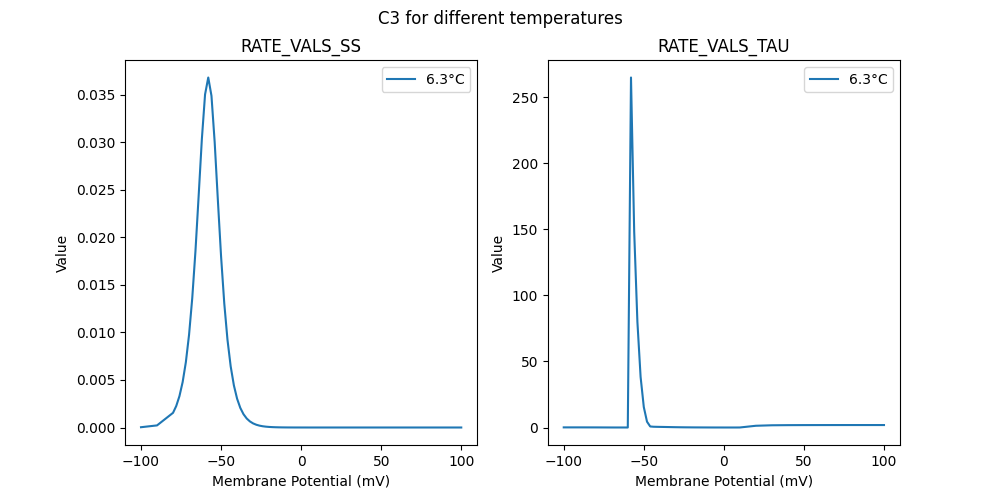 C3 for different temperatures
RATE_VALS_SS
6.3°C
0.035
0.030
0.025
0.020
0.015
0.010
0.005
0.000
Value
−100
−50
0
50
100
Membrane Potential (mV)
RATE_VALS_TAU
6.3°C
250
200
150
100
50
0
Value
−100
−50
0
50
100
Membrane Potential (mV)